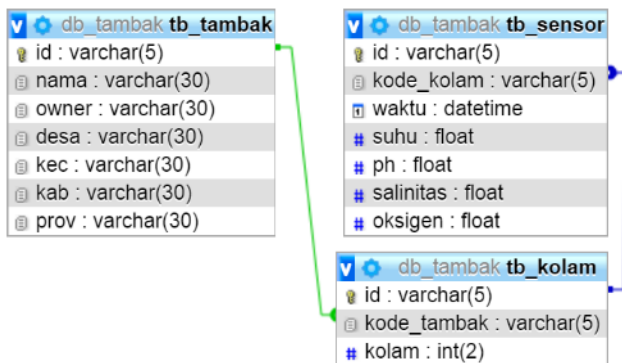 db_tambak tb_tambak
id : varchar(5)
nama : varchar(30)
owner : varchar(30)
desa : varchar(30)
kec : varchar(30)
kab : varchar(30)
prov : varchar(30)
db_tambak tb_sensor
id : varchar(5)
kode_kolam : varchar(5)
waktu : datetime
suhu : float
ph : float
salinitas : float
oksigen : float
db_tambak tb_kolam
id : varchar(5)
kode_tambak : varchar(5)
kolam : int(2)